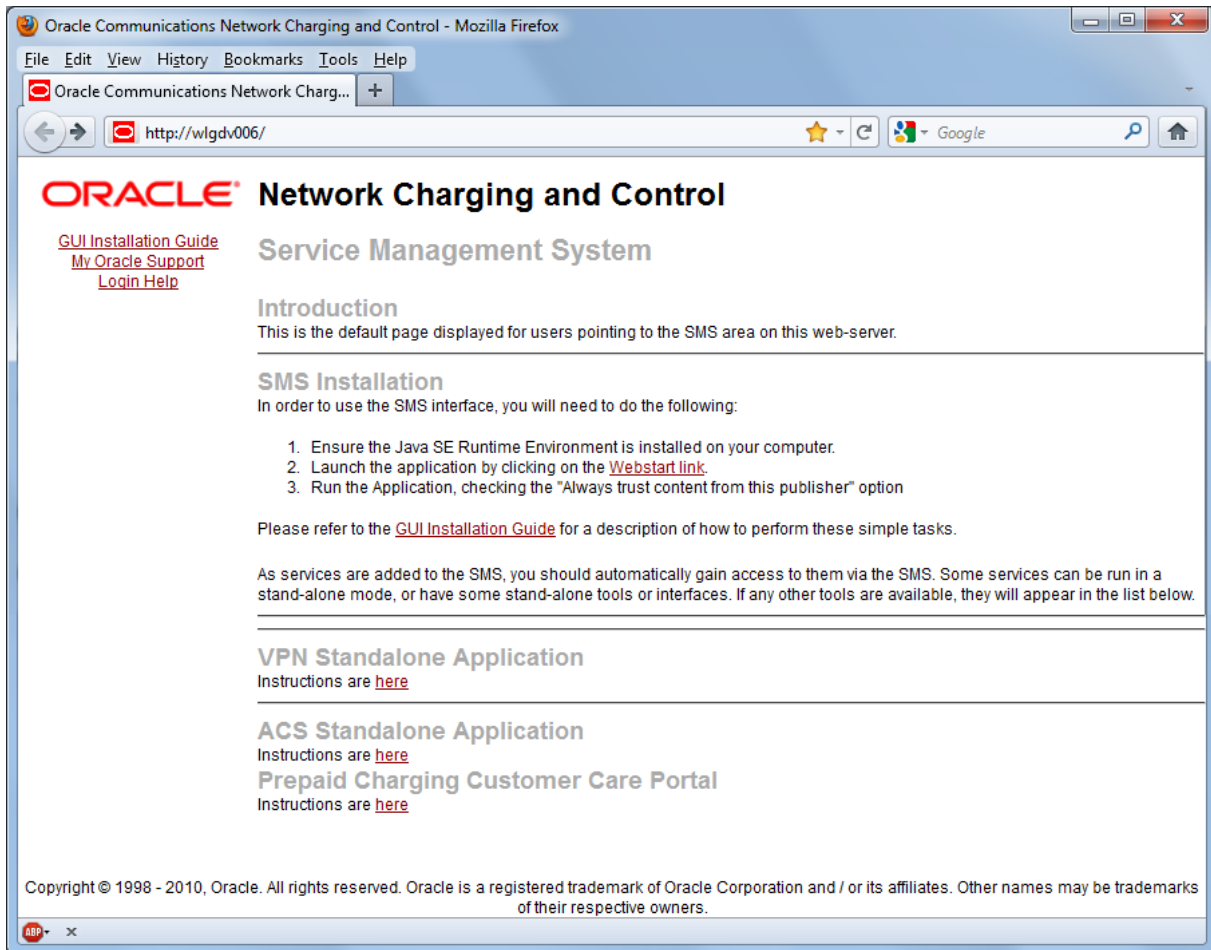 Oracle Communications Network Charging and Control - Mozilla Firefox
File Edit View History Bookmarks Tools Help
Oracle Communications Network Charg...
http://wlgdv006/
Google
ORACLE
Network Charging and Control
GUI Installation Guide
My Oracle Support
Login Help
Service Management System
Introduction
This is the default page displayed for users pointing to the SMS area on this web-server.
SMS Installation
In order to use the SMS interface, you will need to do the following:
1. Ensure the Java SE Runtime Environment is installed on your computer.
2. Launch the application by clicking on the Webstart link.
3. Run the Application, checking the "Always trust content from this publisher" option
Please refer to the GUI Installation Guide for a description of how to perform these simple tasks.
As services are added to the SMS, you should automatically gain access to them via the SMS. Some services can be run in a
stand-alone mode, or have some stand-alone tools or interfaces. If any other tools are available, they will appear in the list below.
VPN Standalone Application
Instructions are here
ACS Standalone Application
Instructions are here
Prepaid Charging Customer Care Portal
Instructions are here
Copyright © 1998 - 2010, Oracle. All rights reserved. Oracle is a registered trademark of Oracle Corporation and / or its affiliates. Other names may be trademarks
of their respective owners.
ABP